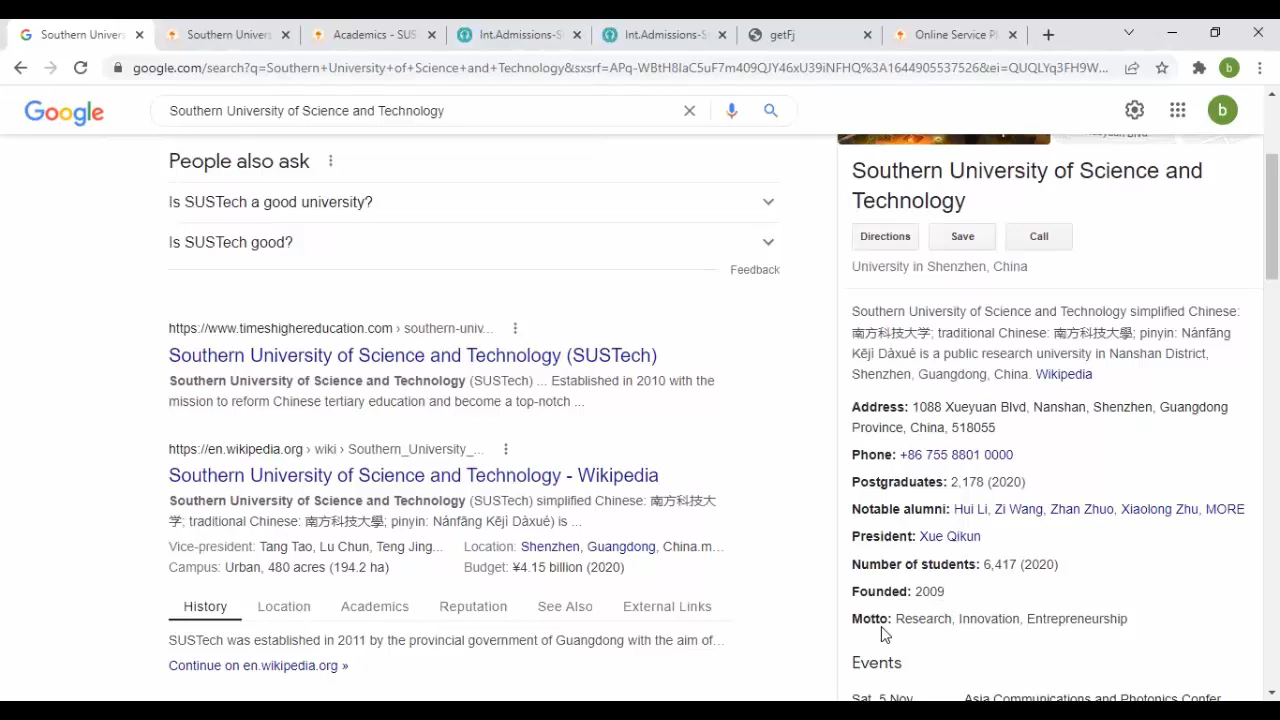 Southern Univers
Southern Univers
Academics - SUS
Int.Admissions-S
Int.Admissions-S
getFj
Online Service Pl
google.com/search?q=Southern+University+of+Science+and+Technology&sxsrf=APq-WBtH8IaC5uF7m409QJY46xU39iNFHQ%3A1644905537526&ei=QUQLYq3FH9W...
b
Google
Southern University of Science and Technology
b
People also ask
Is SUSTech a good university?
Is SUSTech good?
Feedback
https://www.timeshighereducation.com › southern-univ...
Southern University of Science and Technology (SUSTech)
Southern University of Science and Technology (SUSTech) ... Established in 2010 with the
mission to reform Chinese tertiary education and become a top-notch ...
https://en.wikipedia.org › wiki › Southern_University_...
Southern University of Science and Technology - Wikipedia
Southern University of Science and Technology (SUSTech) simplified Chinese: 南方科技大
学; traditional Chinese: 南方科技大學; pinyin: Nánfāng Kējì Dàxué) is ...
Vice-president: Tang Tao, Lu Chun, Teng Jing... Location: Shenzhen, Guangdong, China.m...
Campus: Urban, 480 acres (194.2 ha) Budget: ¥4.15 billion (2020)
History Location Academics Reputation See Also External Links
SUSTech was established in 2011 by the provincial government of Guangdong with the aim of...
Continue on en.wikipedia.org »
Southern University of Science and
Technology
Directions Save Call
University in Shenzhen, China
Southern University of Science and Technology simplified Chinese:
南方科技大学; traditional Chinese: 南方科技大學; pinyin: Nánfāng
Kējì Dàxué is a public research university in Nanshan District,
Shenzhen, Guangdong, China. Wikipedia
Address: 1088 Xueyuan Blvd, Nanshan, Shenzhen, Guangdong
Province, China, 518055
Phone: +86 755 8801 0000
Postgraduates: 2,178 (2020)
Notable alumni: Hui Li, Zi Wang, Zhan Zhuo, Xiaolong Zhu, MORE
President: Xue Qikun
Number of students: 6,417 (2020)
Founded: 2009
Motto: Research, Innovation, Entrepreneurship
Events
Sat, 5 Nov Asia Communications and Photonics Confer